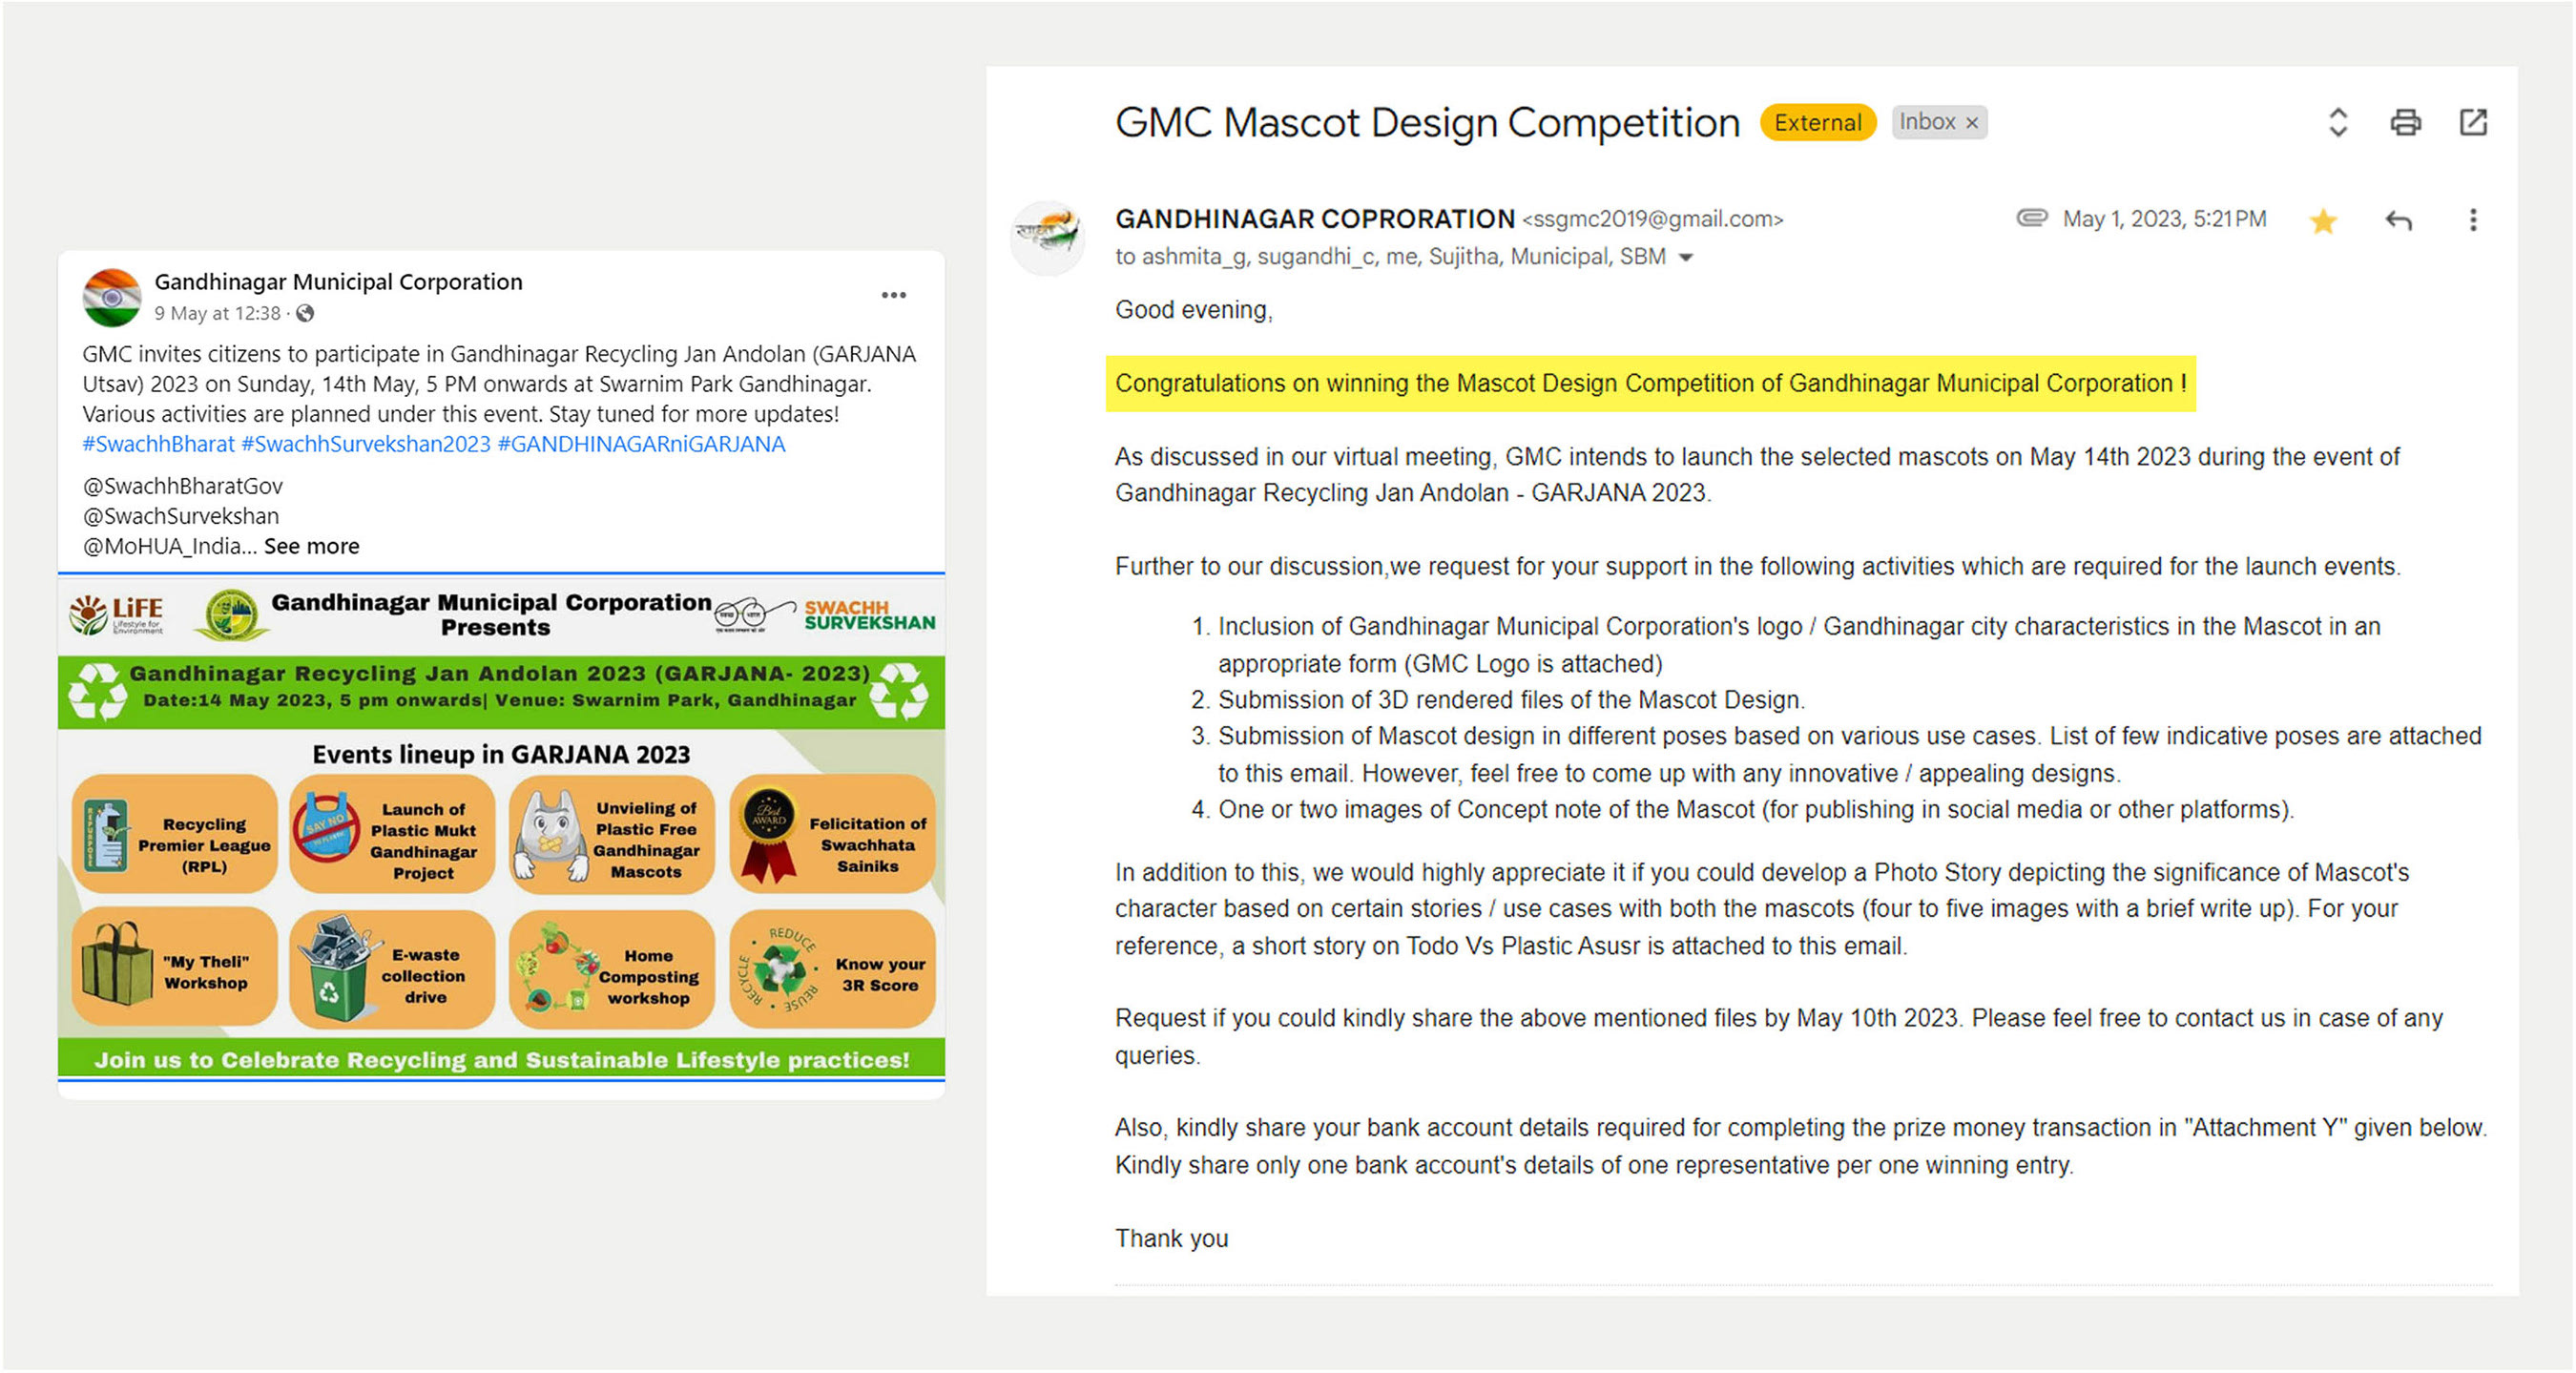 Gandhinagar Municipal Corporation
9 May at 12:38 ·
GMC invites citizens to participate in Gandhinagar Recycling Jan Andolan (GARJANA
Utsav) 2023 on Sunday, 14th May, 5 PM onwards at Swarnim Park Gandhinagar.
Various activities are planned under this event. Stay tuned for more updates!
#SwachhBharat #SwachhSurvekshan2023 #GANDHINAGARniGARJANA
@SwachhBharatGov
@SwachSurvekshan
@MoHUA_India... See more
LiFE
Lifestyle for
Environment
Gandhinagar Municipal Corporation
Presents
स्वच्छ भारत
SWACHH
SURVEKSHAN
Gandhinagar Recycling Jan Andolan 2023 (GARJANA- 2023)
Date:14 May 2023, 5 pm onwards| Venue: Swarnim Park, Gandhinagar
Events lineup in GARJANA 2023
REPURPOSE
Recycling
Premier League
(RPL)
SAY NO
Launch of
Plastic Mukt
Gandhinagar
Project
Unvieling of
Plastic Free
Gandhinagar
Mascots
Best
AWARD
Felicitation of
Swachhata
Sainiks
"My Theli"
Workshop
E-waste
collection
drive
Home
Composting
workshop
REDUCE
REUSE
RECYCLE
Know your
3R Score
Join us to Celebrate Recycling and Sustainable Lifestyle practices!
GMC Mascot Design Competition External Inbox ×
GANDHINAGAR COPRORATION <ssgmc2019@gmail.com> May 1, 2023, 5:21 PM
to ashmita_g, sugandhi_c, me, Sujitha, Municipal, SBM
Good evening,
Congratulations on winning the Mascot Design Competition of Gandhinagar Municipal Corporation !
As discussed in our virtual meeting, GMC intends to launch the selected mascots on May 14th 2023 during the event of
Gandhinagar Recycling Jan Andolan - GARJANA 2023.
Further to our discussion,we request for your support in the following activities which are required for the launch events.
1. Inclusion of Gandhinagar Municipal Corporation's logo / Gandhinagar city characteristics in the Mascot in an
appropriate form (GMC Logo is attached)
2. Submission of 3D rendered files of the Mascot Design.
3. Submission of Mascot design in different poses based on various use cases. List of few indicative poses are attached
to this email. However, feel free to come up with any innovative / appealing designs.
4. One or two images of Concept note of the Mascot (for publishing in social media or other platforms).
In addition to this, we would highly appreciate it if you could develop a Photo Story depicting the significance of Mascot's
character based on certain stories / use cases with both the mascots (four to five images with a brief write up). For your
reference, a short story on Todo Vs Plastic Asusr is attached to this email.
Request if you could kindly share the above mentioned files by May 10th 2023. Please feel free to contact us in case of any
queries.
Also, kindly share your bank account details required for completing the prize money transaction in "Attachment Y" given below.
Kindly share only one bank account's details of one representative per one winning entry.
Thank you